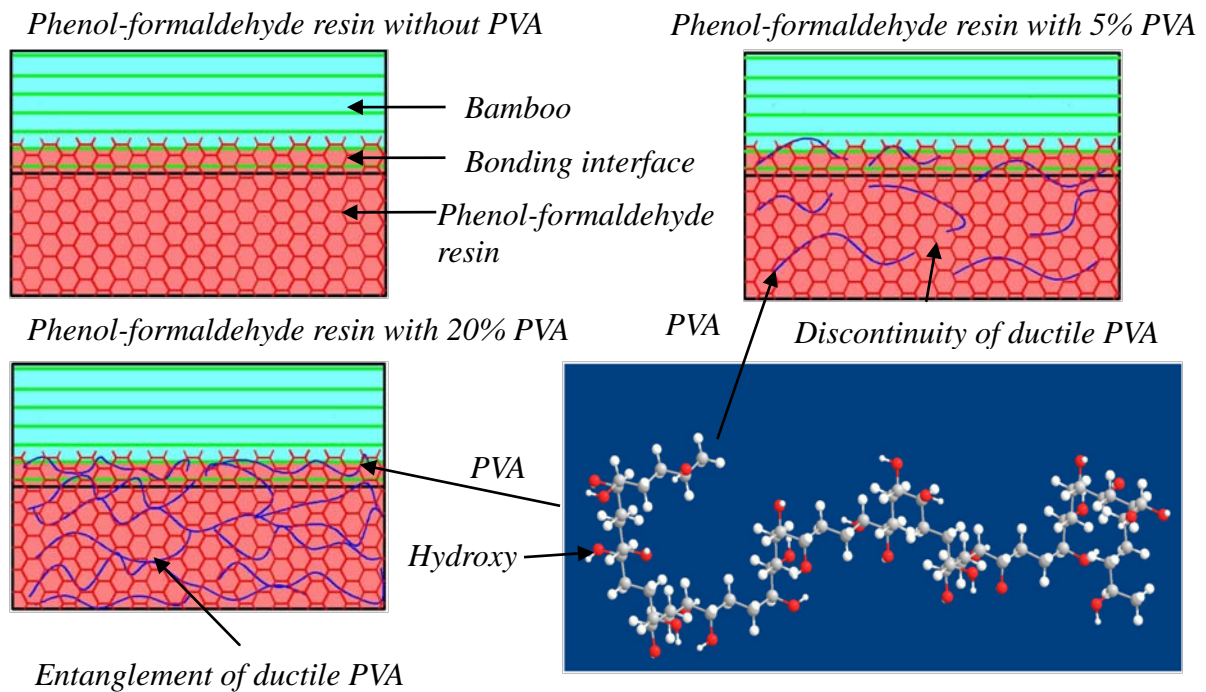 Phenol-formaldehyde resin without PVA
Phenol-formaldehyde resin with 5% PVA
Bamboo
Bonding interface
Phenol-formaldehyde
resin
Phenol-formaldehyde resin with 20% PVA
PVA
Discontinuity of ductile PVA
PVA
Hydroxy
Entanglement of ductile PVA